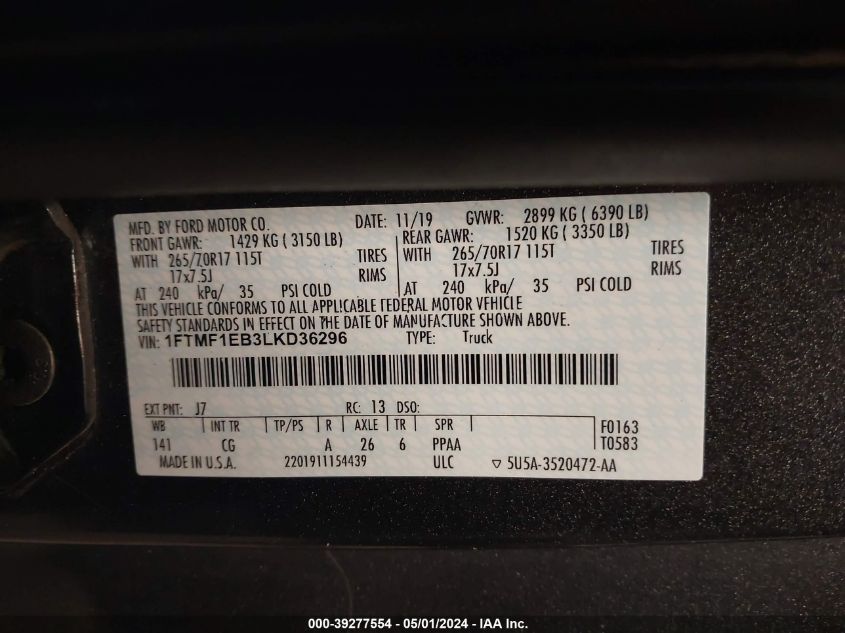 MFD. BY FORD MOTOR CO. DATE: 11/19 GVWR: 2899 KG ( 6390 LB)
FRONT GAWR: 1429 KG ( 3150 LB) REAR GAWR: 1520 KG ( 3350 LB)
WITH 265/70R17 115T TIRES WITH 265/70R17 115T TIRES
17x7.5J RIMS 17x7.5J RIMS
AT 240 kPa/ 35 PSI COLD AT 240 kPa/ 35 PSI COLD
THIS VEHICLE CONFORMS TO ALL APPLICABLE FEDERAL MOTOR VEHICLE
SAFETY STANDARDS IN EFFECT ON THE DATE OF MANUFACTURE SHOWN ABOVE.
VIN: 1FTMF1EB3LKD36296 TYPE: Truck
EXT PNT: J7 RC: 13 DSO:
WB INT TR TP/PS R AXLE TR SPR F0163
141 CG A 26 6 PPAA T0583
MADE IN U.S.A. 2201911154439 ULC ▽ 5U5A-3520472-AA
000-39277554 - 05/01/2024 - IAA Inc.